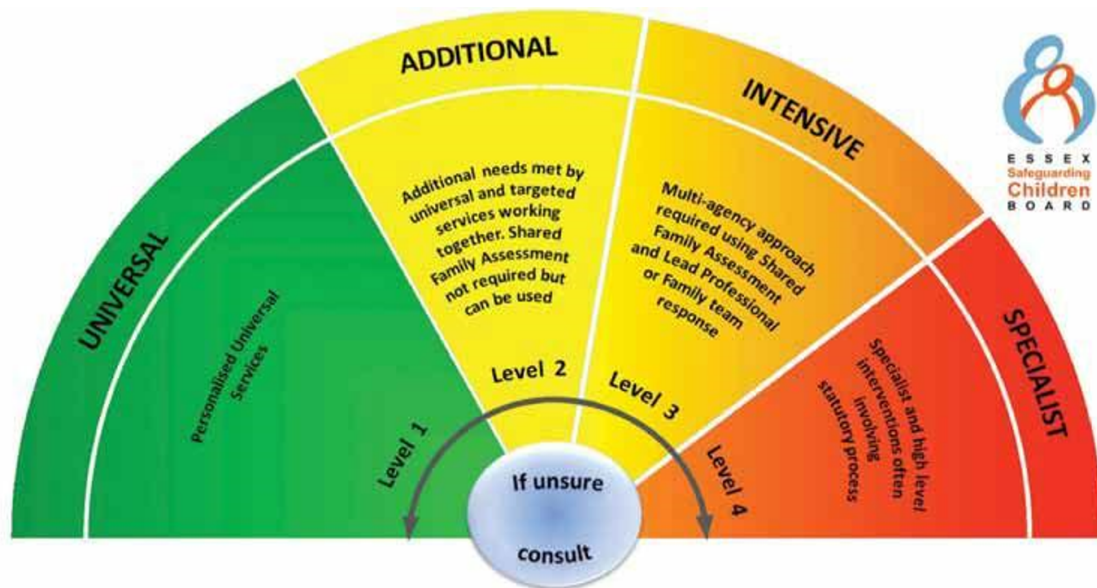 UNIVERSAL
Personalised Universal
Services
Level 1
ADDITIONAL
Additional needs met by
universal and targeted
services working
together. Shared
Family Assessment
not required but
can be used
Level 2
INTENSIVE
Multi-agency approach
required using Shared
Family Assessment
and Lead Professional
or Family team
response
Level 3
SPECIALIST
Specialist and high level
interventions often
involving
statutory process
Level 4
If unsure
consult
ESSEX
Safeguarding
Children
BOARD